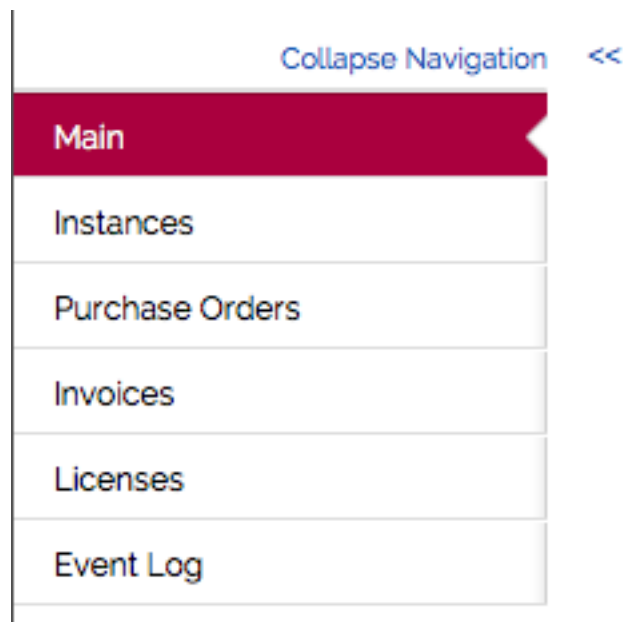 Collapse Navigation <<
Main
Instances
Purchase Orders
Invoices
Licenses
Event Log